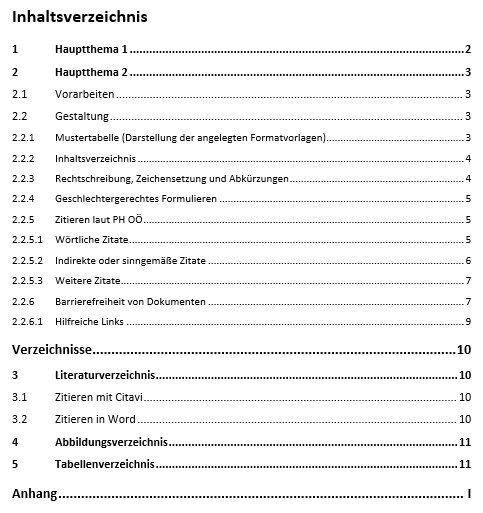 Inhaltsverzeichnis
1 Hauptthema 1 2
2 Hauptthema 2 3
2.1 Vorarbeiten 3
2.2 Gestaltung 3
2.2.1 Mustertabelle (Darstellung der angelegten Formatvorlagen) 3
2.2.2 Inhaltsverzeichnis 4
2.2.3 Rechtschreibung, Zeichensetzung und Abkürzungen 4
2.2.4 Geschlechtergerechtes Formulieren 5
2.2.5 Zitieren laut PH OÖ 5
2.2.5.1 Wörtliche Zitate 5
2.2.5.2 Indirekte oder sinngemäße Zitate 6
2.2.5.3 Weitere Zitate 7
2.2.6 Barrierefreiheit von Dokumenten 7
2.2.6.1 Hilfreiche Links 9
Verzeichnisse 10
3 Literaturverzeichnis 10
3.1 Zitieren mit Citavi 10
3.2 Zitieren in Word 10
4 Abbildungsverzeichnis 11
5 Tabellenverzeichnis 11
Anhang I